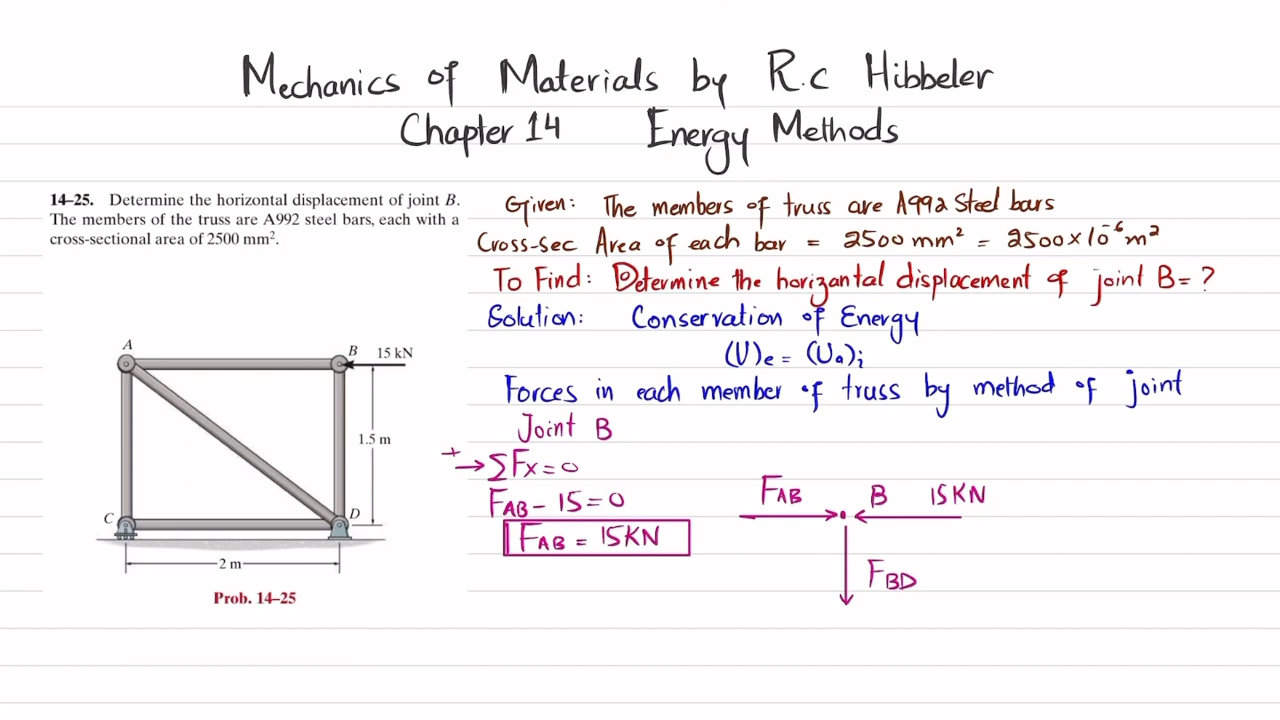 Mechanics of Materials by R.c Hibbeler
Chapter 14 Energy Methods
14–25. Determine the horizontal displacement of joint B.
The members of the truss are A992 steel bars, each with a
cross-sectional area of 2500 mm².
A
B
15 kN
1.5 m
C
D
2 m
Prob. 14–25
Given: The members of truss are A992 Steel bars
Cross-sec Area of each bar = 2500 mm² = 2500×10⁻⁶ m²
To Find: Determine the horizantal displacement of joint B= ?
Solution: Conservation of Energy
(U)e = (Ua)i
Forces in each member of truss by method of joint
Joint B
+→ ΣFx=0
FAB - 15=0
FAB = 15KN
FAB
B
15KN
FBD